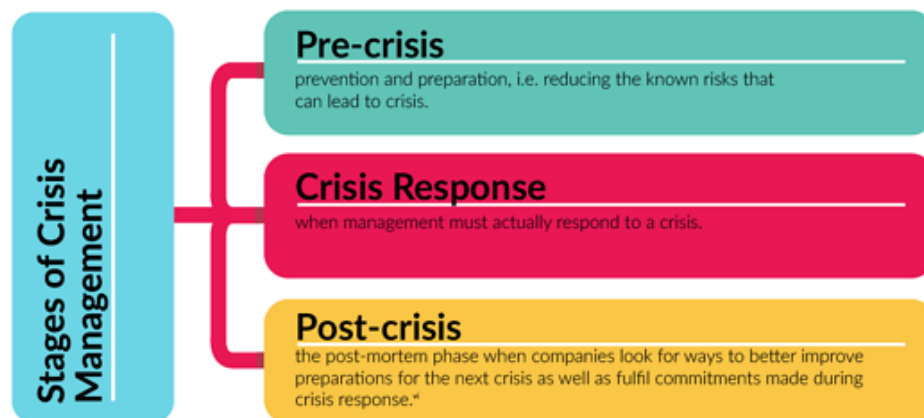 Stages of Crisis
Management
Pre-crisis
prevention and preparation, i.e. reducing the known risks that
can lead to crisis.
Crisis Response
when management must actually respond to a crisis.
Post-crisis
the post-mortem phase when companies look for ways to better improve
preparations for the next crisis as well as fulfil commitments made during
crisis response.